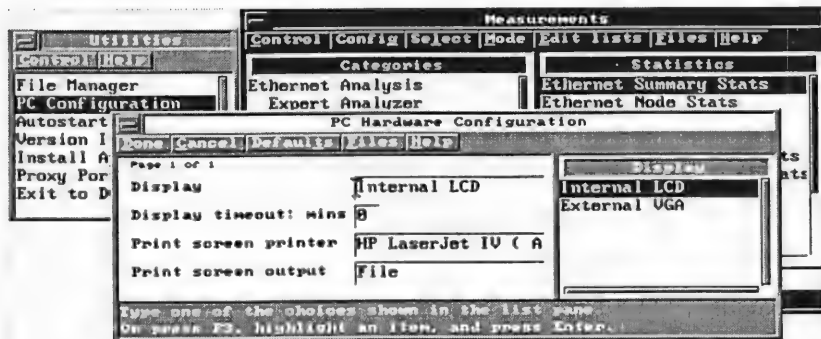 Measurements
Control Config Select Mode Edit lists Files Help
Utilities
Control Help
File Manager
PC Configuration
Autostart
Version I
Install A
Proxy Por
Exit to D
Categories
Ethernet Analysis
Expert Analyzer
Statistics
Ethernet Summary Stats
Ethernet Node Stats
ts
ats
PC Hardware Configuration
Done Cancel Defaults Files Help
Page 1 of 1
Display Internal LCD
Display timeout: mins 0
Print screen printer HP LaserJet IV ( A
Print screen output File
Display
Internal LCD
External VGA
Type one of the choices shown in the list pane
Or press F3, highlight an item, and press Enter.